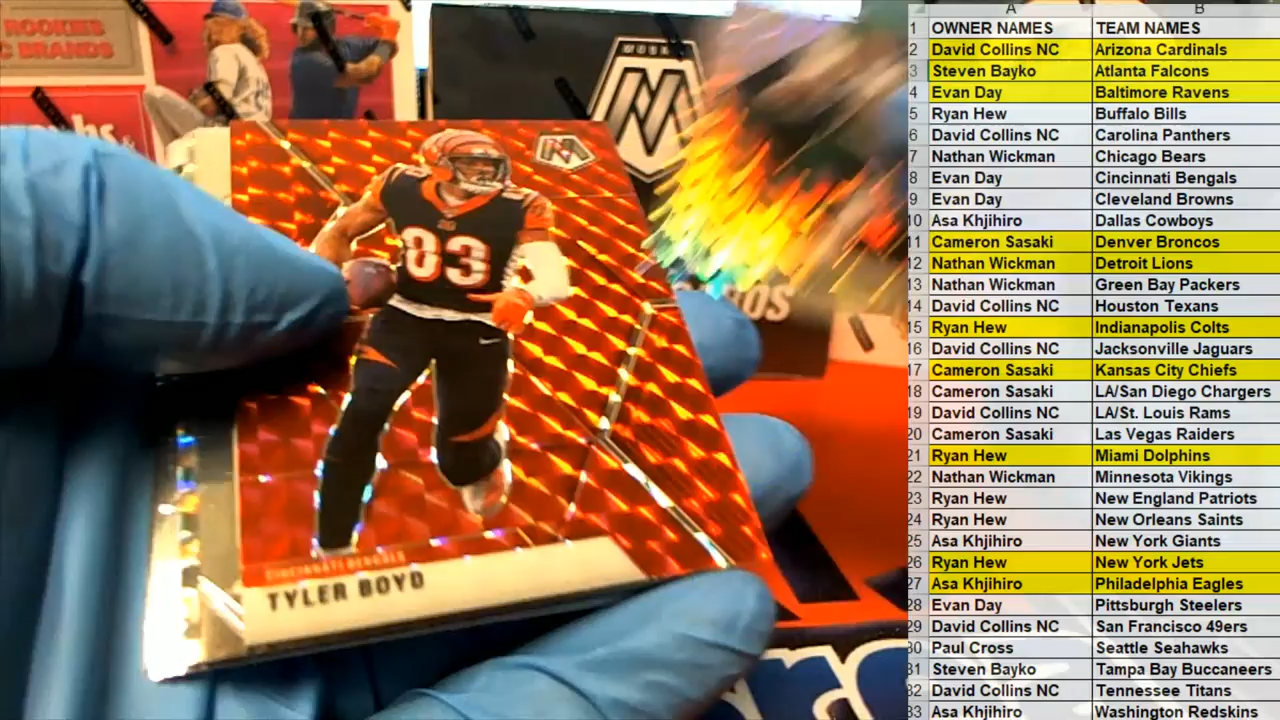 ROOKIES
C BRANDS
MOSAIC
83
CINCINNATI BENGALS
TYLER BOYD
A B
1 OWNER NAMES TEAM NAMES
2 David Collins NC Arizona Cardinals
3 Steven Bayko Atlanta Falcons
4 Evan Day Baltimore Ravens
5 Ryan Hew Buffalo Bills
6 David Collins NC Carolina Panthers
7 Nathan Wickman Chicago Bears
8 Evan Day Cincinnati Bengals
9 Evan Day Cleveland Browns
10 Asa Khjihiro Dallas Cowboys
11 Cameron Sasaki Denver Broncos
12 Nathan Wickman Detroit Lions
13 Nathan Wickman Green Bay Packers
14 David Collins NC Houston Texans
15 Ryan Hew Indianapolis Colts
16 David Collins NC Jacksonville Jaguars
17 Cameron Sasaki Kansas City Chiefs
18 Cameron Sasaki LA/San Diego Chargers
19 David Collins NC LA/St. Louis Rams
20 Cameron Sasaki Las Vegas Raiders
21 Ryan Hew Miami Dolphins
22 Nathan Wickman Minnesota Vikings
23 Ryan Hew New England Patriots
24 Ryan Hew New Orleans Saints
25 Asa Khjihiro New York Giants
26 Ryan Hew New York Jets
27 Asa Khjihiro Philadelphia Eagles
28 Evan Day Pittsburgh Steelers
29 David Collins NC San Francisco 49ers
30 Paul Cross Seattle Seahawks
31 Steven Bayko Tampa Bay Buccaneers
32 David Collins NC Tennessee Titans
33 Asa Khjihiro Washington Redskins